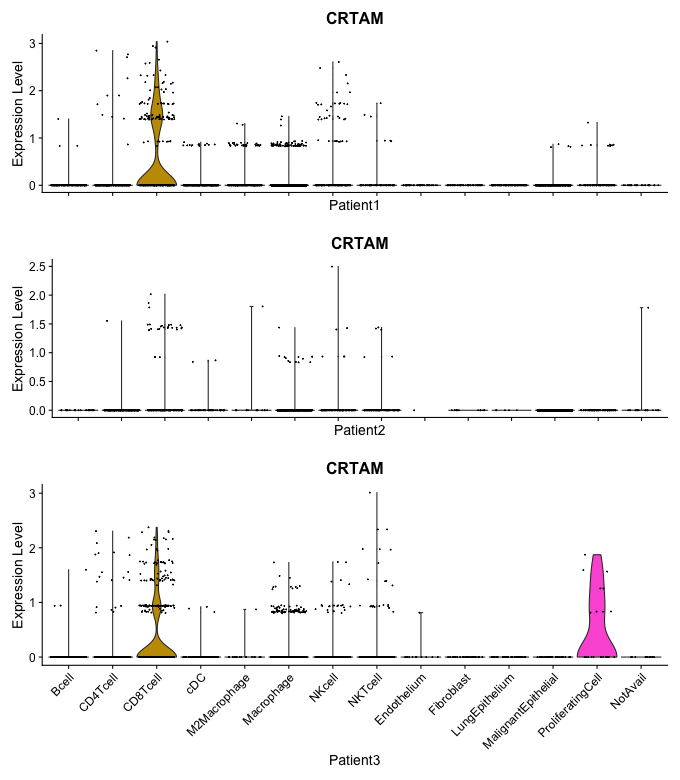 CRTAM
Expression Level
3
2
1
0
Patient1
CRTAM
Expression Level
2.5
2.0
1.5
1.0
0.5
0.0
Patient2
CRTAM
Expression Level
3
2
1
0
Bcell
CD4Tcell
CD8Tcell
cDC
M2Macrophage
Macrophage
NKcell
NKTcell
Endothelium
Fibroblast
LungEpithelium
MalignantEpithelial
ProliferatingCell
NotAvail
Patient3